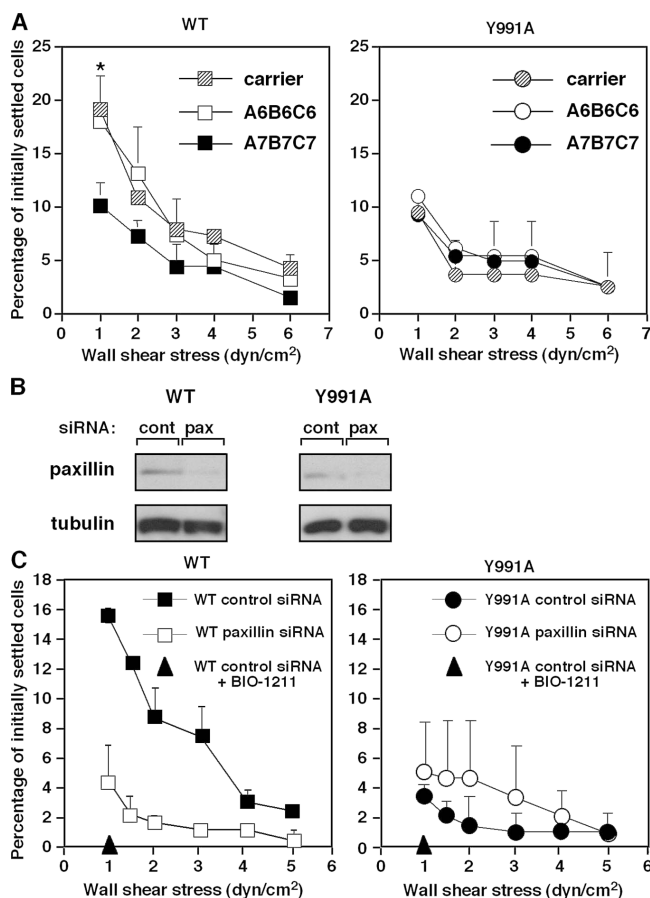 A
WT
Y991A
Percentage of initially settled cells
25
20
15
10
5
0
*
carrier
A6B6C6
A7B7C7
0 1 2 3 4 5 6 7
Wall shear stress (dyn/cm²)
25
20
15
10
5
0
carrier
A6B6C6
A7B7C7
0 1 2 3 4 5 6 7
Wall shear stress (dyn/cm²)
B
WT
Y991A
siRNA: cont pax
cont pax
paxillin
tubulin
C
WT
Y991A
Percentage of initially settled cells
18
16
14
12
10
8
6
4
2
0
WT control siRNA
WT paxillin siRNA
WT control siRNA
+ BIO-1211
0 1 2 3 4 5 6
Wall shear stress (dyn/cm²)
18
16
14
12
10
8
6
4
2
0
Y991A control siRNA
Y991A paxillin siRNA
Y991A control siRNA
+ BIO-1211
0 1 2 3 4 5 6
Wall shear stress (dyn/cm²)